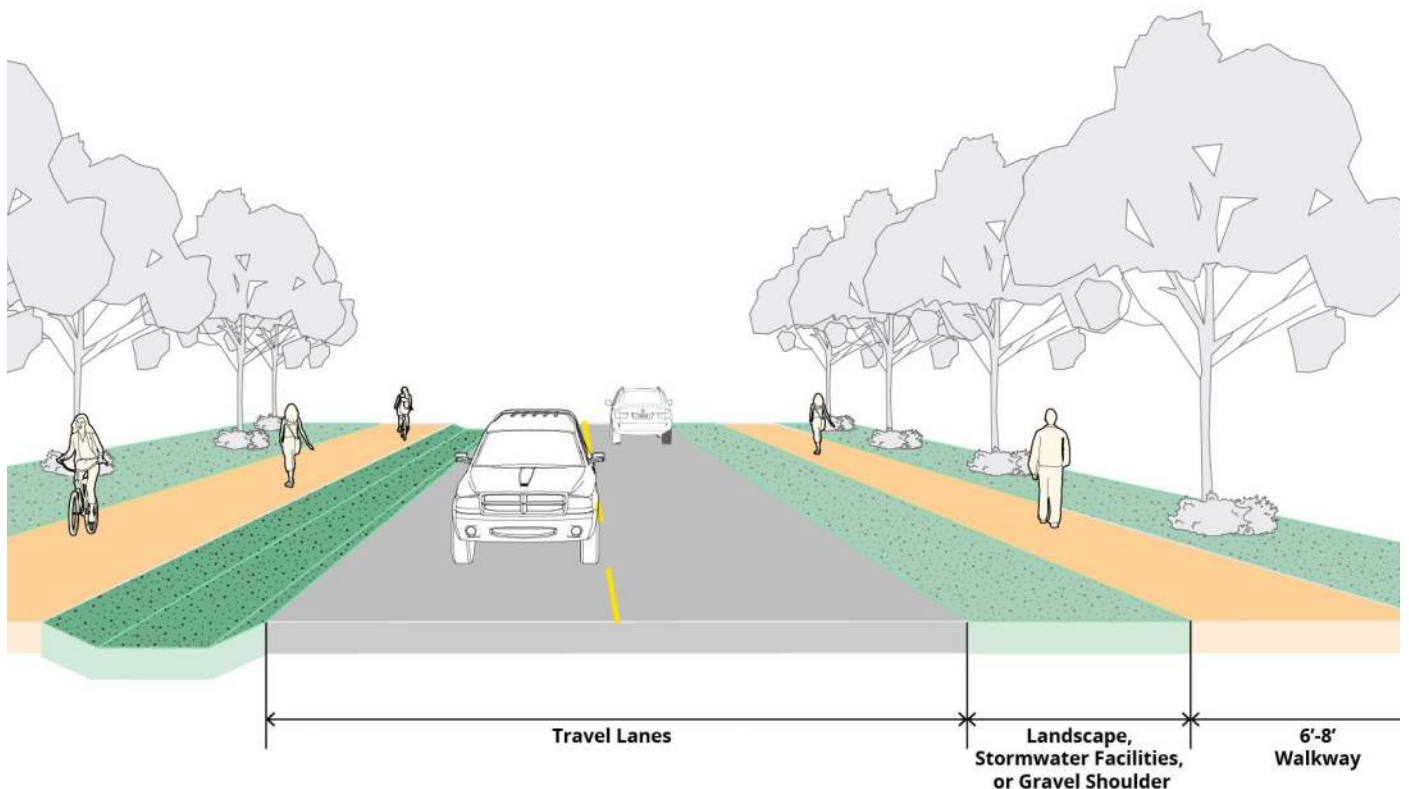 Travel Lanes
Landscape,
Stormwater Facilities,
or Gravel Shoulder
6'-8'
Walkway